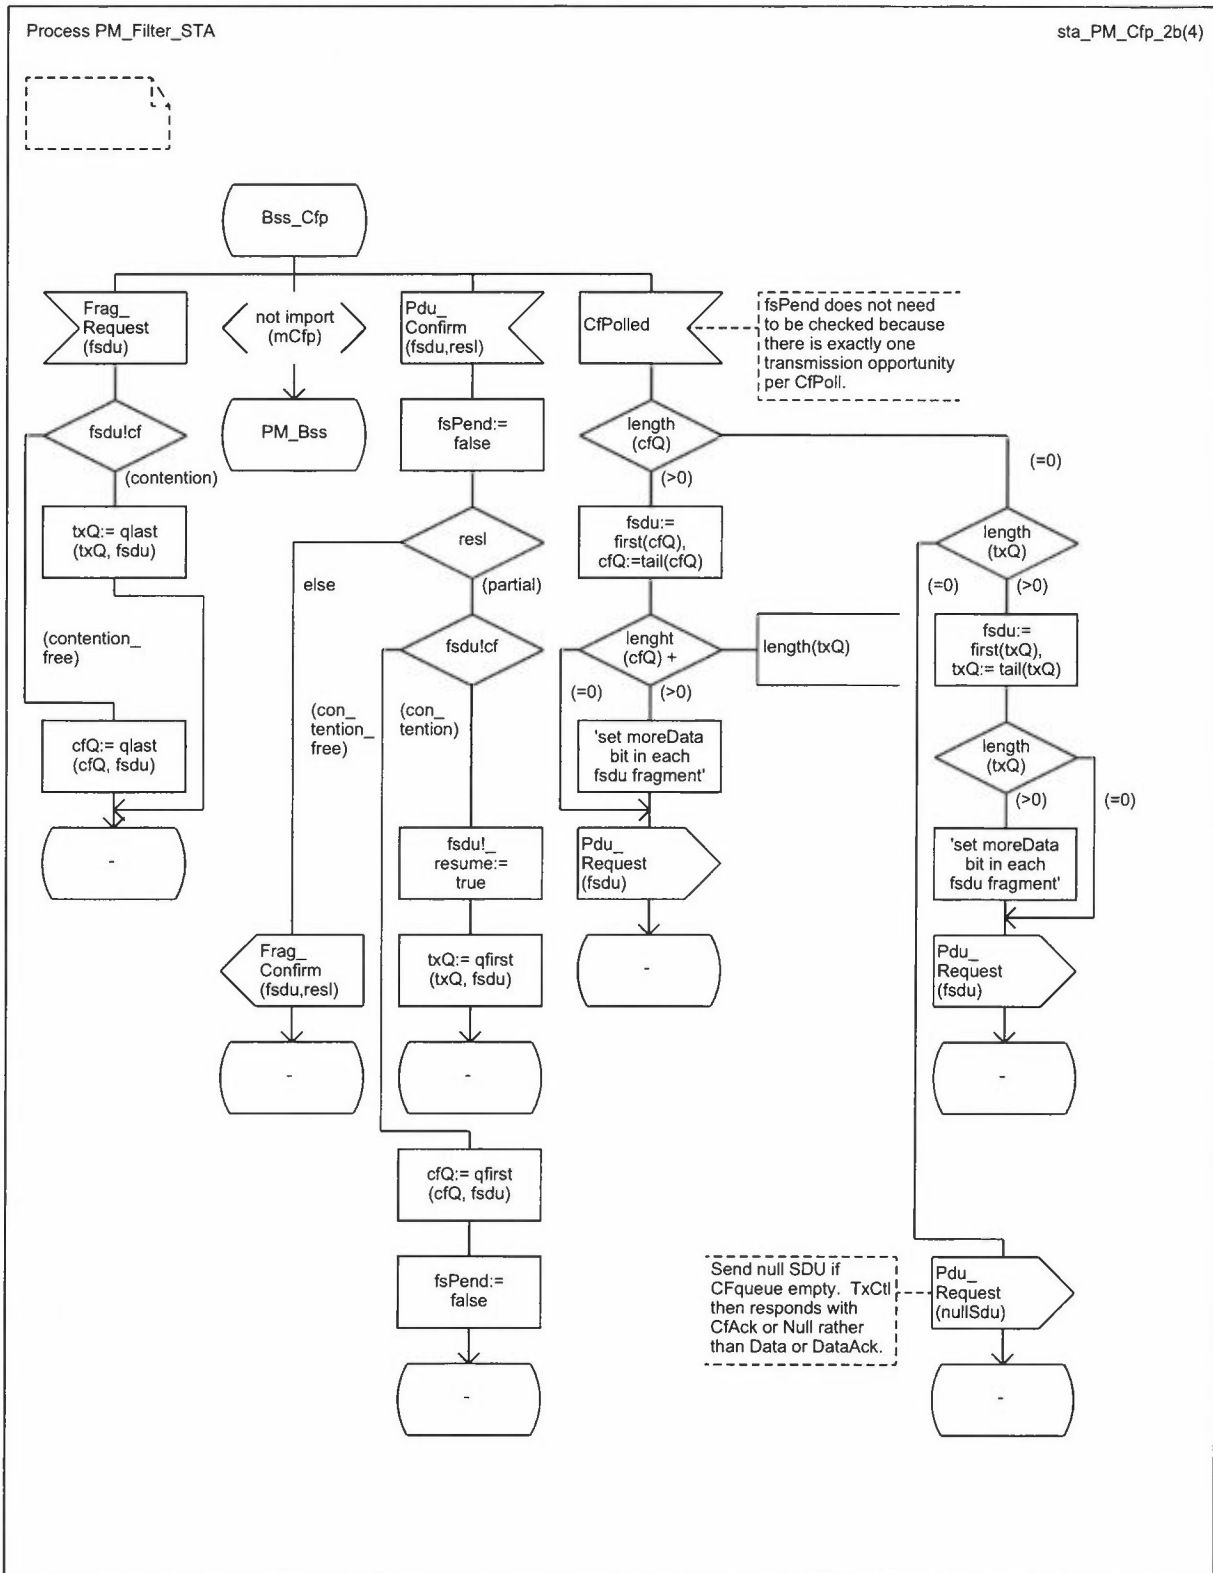 Process PM_Filter_STA
sta_PM_Cfp_2b(4)
Bss_Cfp
Frag_
Request
(fsdu)
not import
(mCfp)
Pdu_
Confirm
(fsdu,resl)
CfPolled
fsPend does not need
to be checked because
there is exactly one
transmission opportunity
per CfPoll.
fsdu!cf
(contention)
PM_Bss
fsPend:=
false
length
(cfQ)
(>0)
(=0)
txQ:= qlast
(txQ, fsdu)
resl
else
(partial)
fsdu:=
first(cfQ),
cfQ:=tail(cfQ)
length
(txQ)
(=0)
(>0)
(contention_
free)
fsdu!cf
(con_
tention_
free)
(con_
tention)
lenght
(cfQ) +
length(txQ)
(=0)
(>0)
fsdu:=
first(txQ),
txQ:= tail(txQ)
cfQ:= qlast
(cfQ, fsdu)
'set moreData
bit in each
fsdu fragment'
length
(txQ)
(>0)
(=0)
-
fsdu!_
resume:=
true
Pdu_
Request
(fsdu)
'set moreData
bit in each
fsdu fragment'
Frag_
Confirm
(fsdu,resl)
txQ:= qfirst
(txQ, fsdu)
-
Pdu_
Request
(fsdu)
-
-
-
cfQ:= qfirst
(cfQ, fsdu)
fsPend:=
false
Send null SDU if
CFqueue empty. TxCtl
then responds with
CfAck or Null rather
than Data or DataAck.
Pdu_
Request
(nullSdu)
-
-